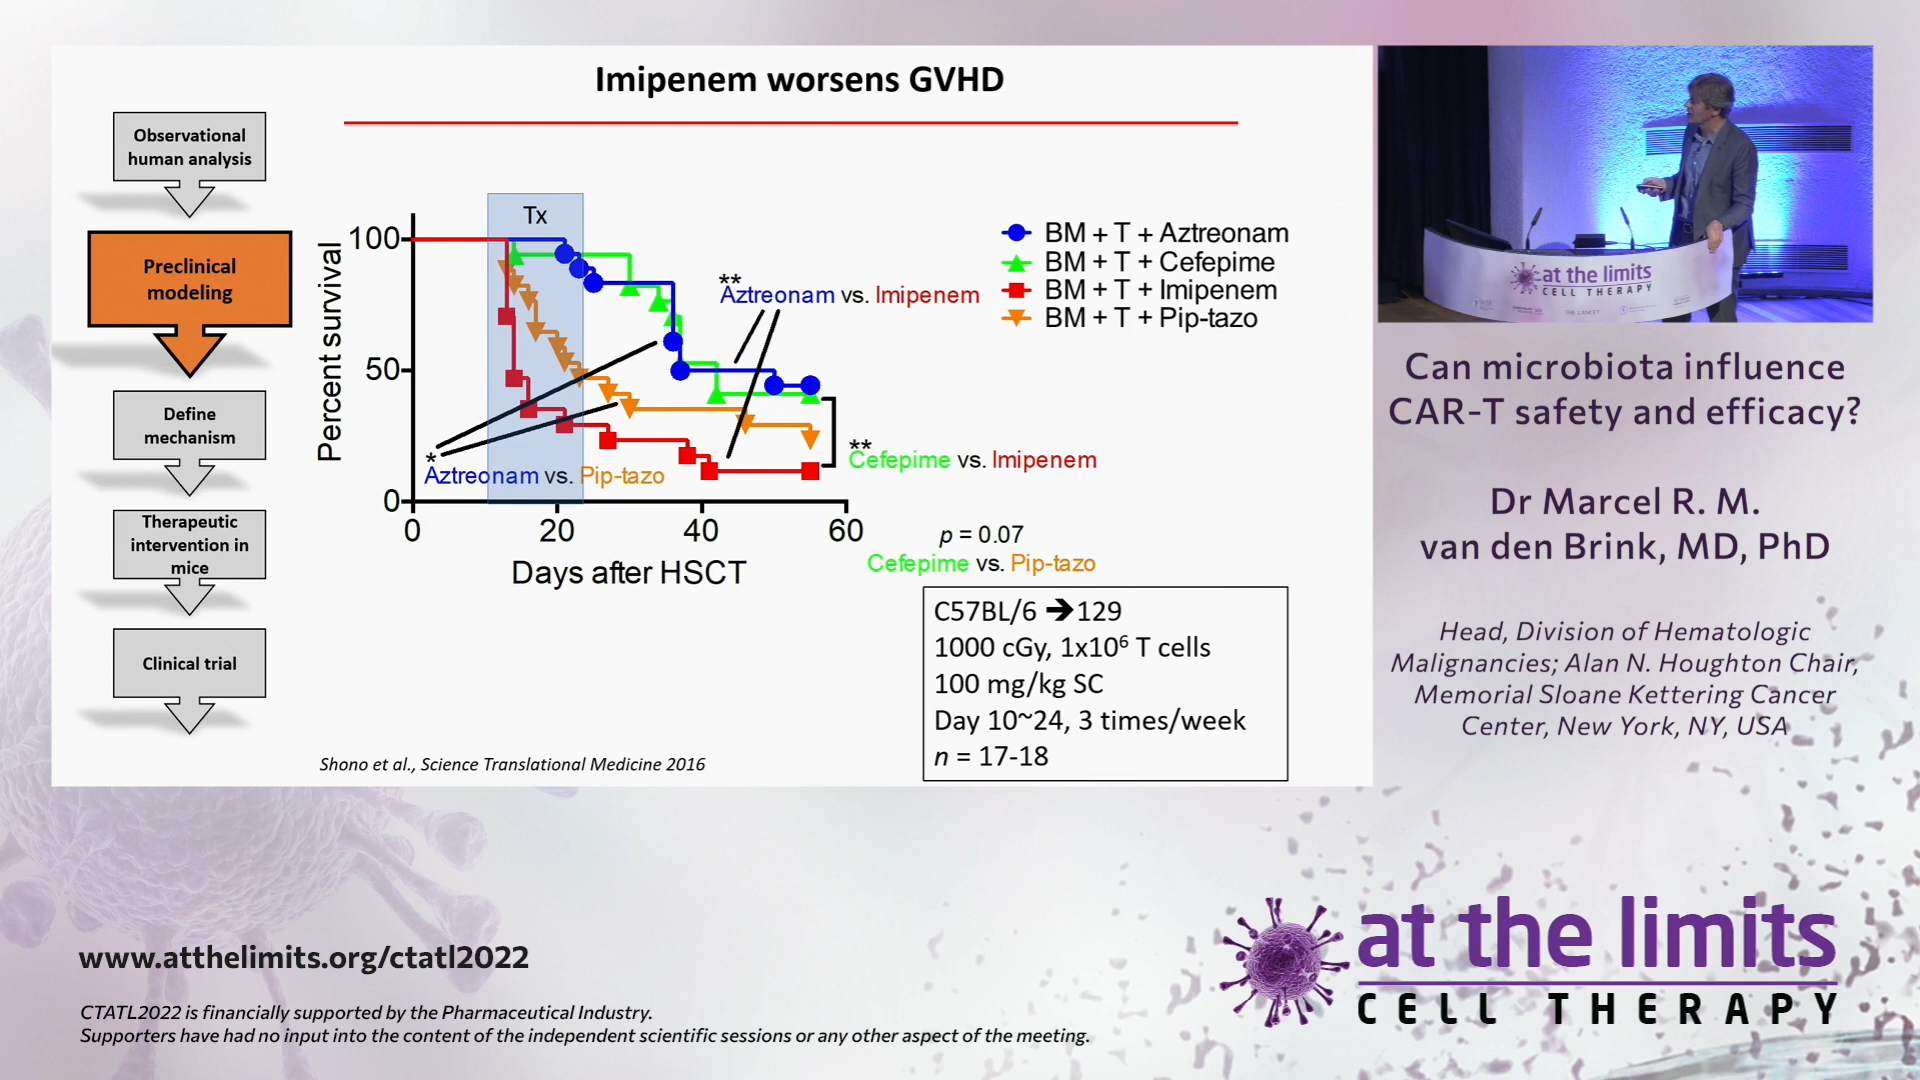 Imipenem worsens GVHD
Observational
human analysis
Preclinical
modeling
Define
mechanism
Therapeutic
intervention in
mice
Clinical trial
Percent survival
100
50
0
Tx
0
20
40
60
Days after HSCT
**
Aztreonam vs. Imipenem
*
Aztreonam vs. Pip-tazo
**
Cefepime vs. Imipenem
p = 0.07
Cefepime vs. Pip-tazo
BM + T + Aztreonam
BM + T + Cefepime
BM + T + Imipenem
BM + T + Pip-tazo
C57BL/6 ➔129
1000 cGy, 1x10⁶ T cells
100 mg/kg SC
Day 10~24, 3 times/week
n = 17-18
Shono et al., Science Translational Medicine 2016
at the limits
CELL THERAPY
THE LANCET
Can microbiota influence
CAR-T safety and efficacy?
Dr Marcel R. M.
van den Brink, MD, PhD
Head, Division of Hematologic
Malignancies; Alan N. Houghton Chair,
Memorial Sloane Kettering Cancer
Center, New York, NY, USA
www.atthelimits.org/ctatl2022
CTATL2022 is financially supported by the Pharmaceutical Industry.
Supporters have had no input into the content of the independent scientific sessions or any other aspect of the meeting.
at the limits
CELL THERAPY